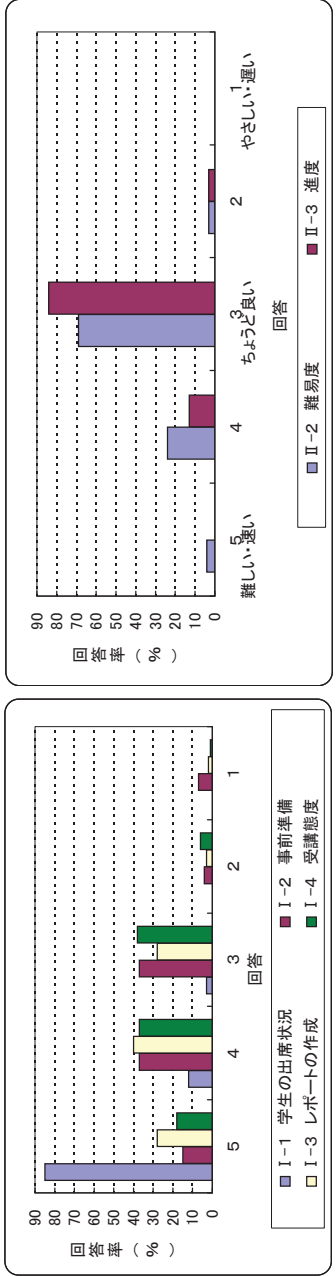 90
80
70
60
50
40
30
20
10
0
回答率(%)
5
4
3
2
1
回答
I-1 学生の出席状況
I-2 事前準備
I-3 レポートの作成
I-4 受講態度
90
80
70
60
50
40
30
20
10
0
回答率(%)
5
難しい・速い
4
3
ちょうど良い
2
1
やさしい・遅い
回答
II-2 難易度
II-3 進度